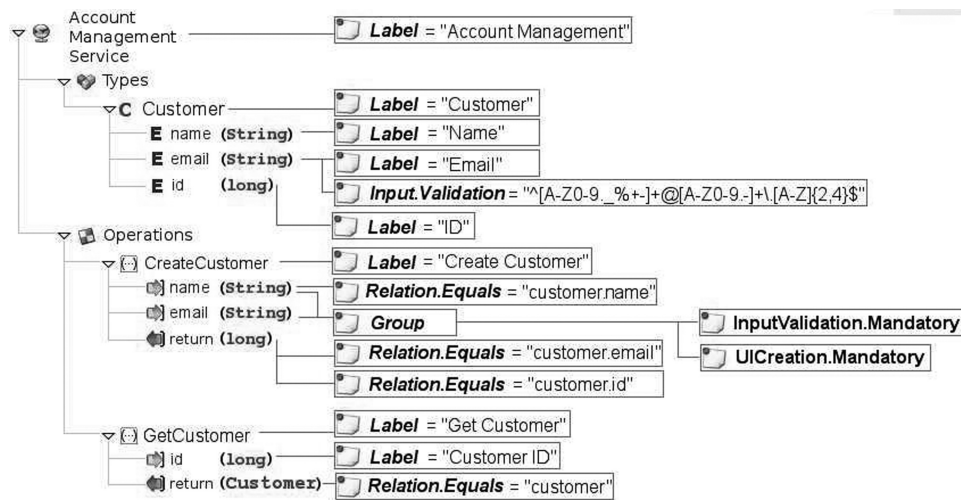 Account
Management
Service
Label = "Account Management"
Types
C Customer
Label = "Customer"
E name (String)
Label = "Name"
E email (String)
Label = "Email"
Input.Validation = "^[A-Z0-9._%+-]+@[A-Z0-9.-]+\.[A-Z]{2,4}$"
E id (long)
Label = "ID"
Operations
CreateCustomer
Label = "Create Customer"
name (String)
Relation.Equals = "customer.name"
email (String)
Group
InputValidation.Mandatory
UICreation.Mandatory
return (long)
Relation.Equals = "customer.email"
Relation.Equals = "customer.id"
GetCustomer
Label = "Get Customer"
id (long)
Label = "Customer ID"
return (Customer)
Relation.Equals = "customer"